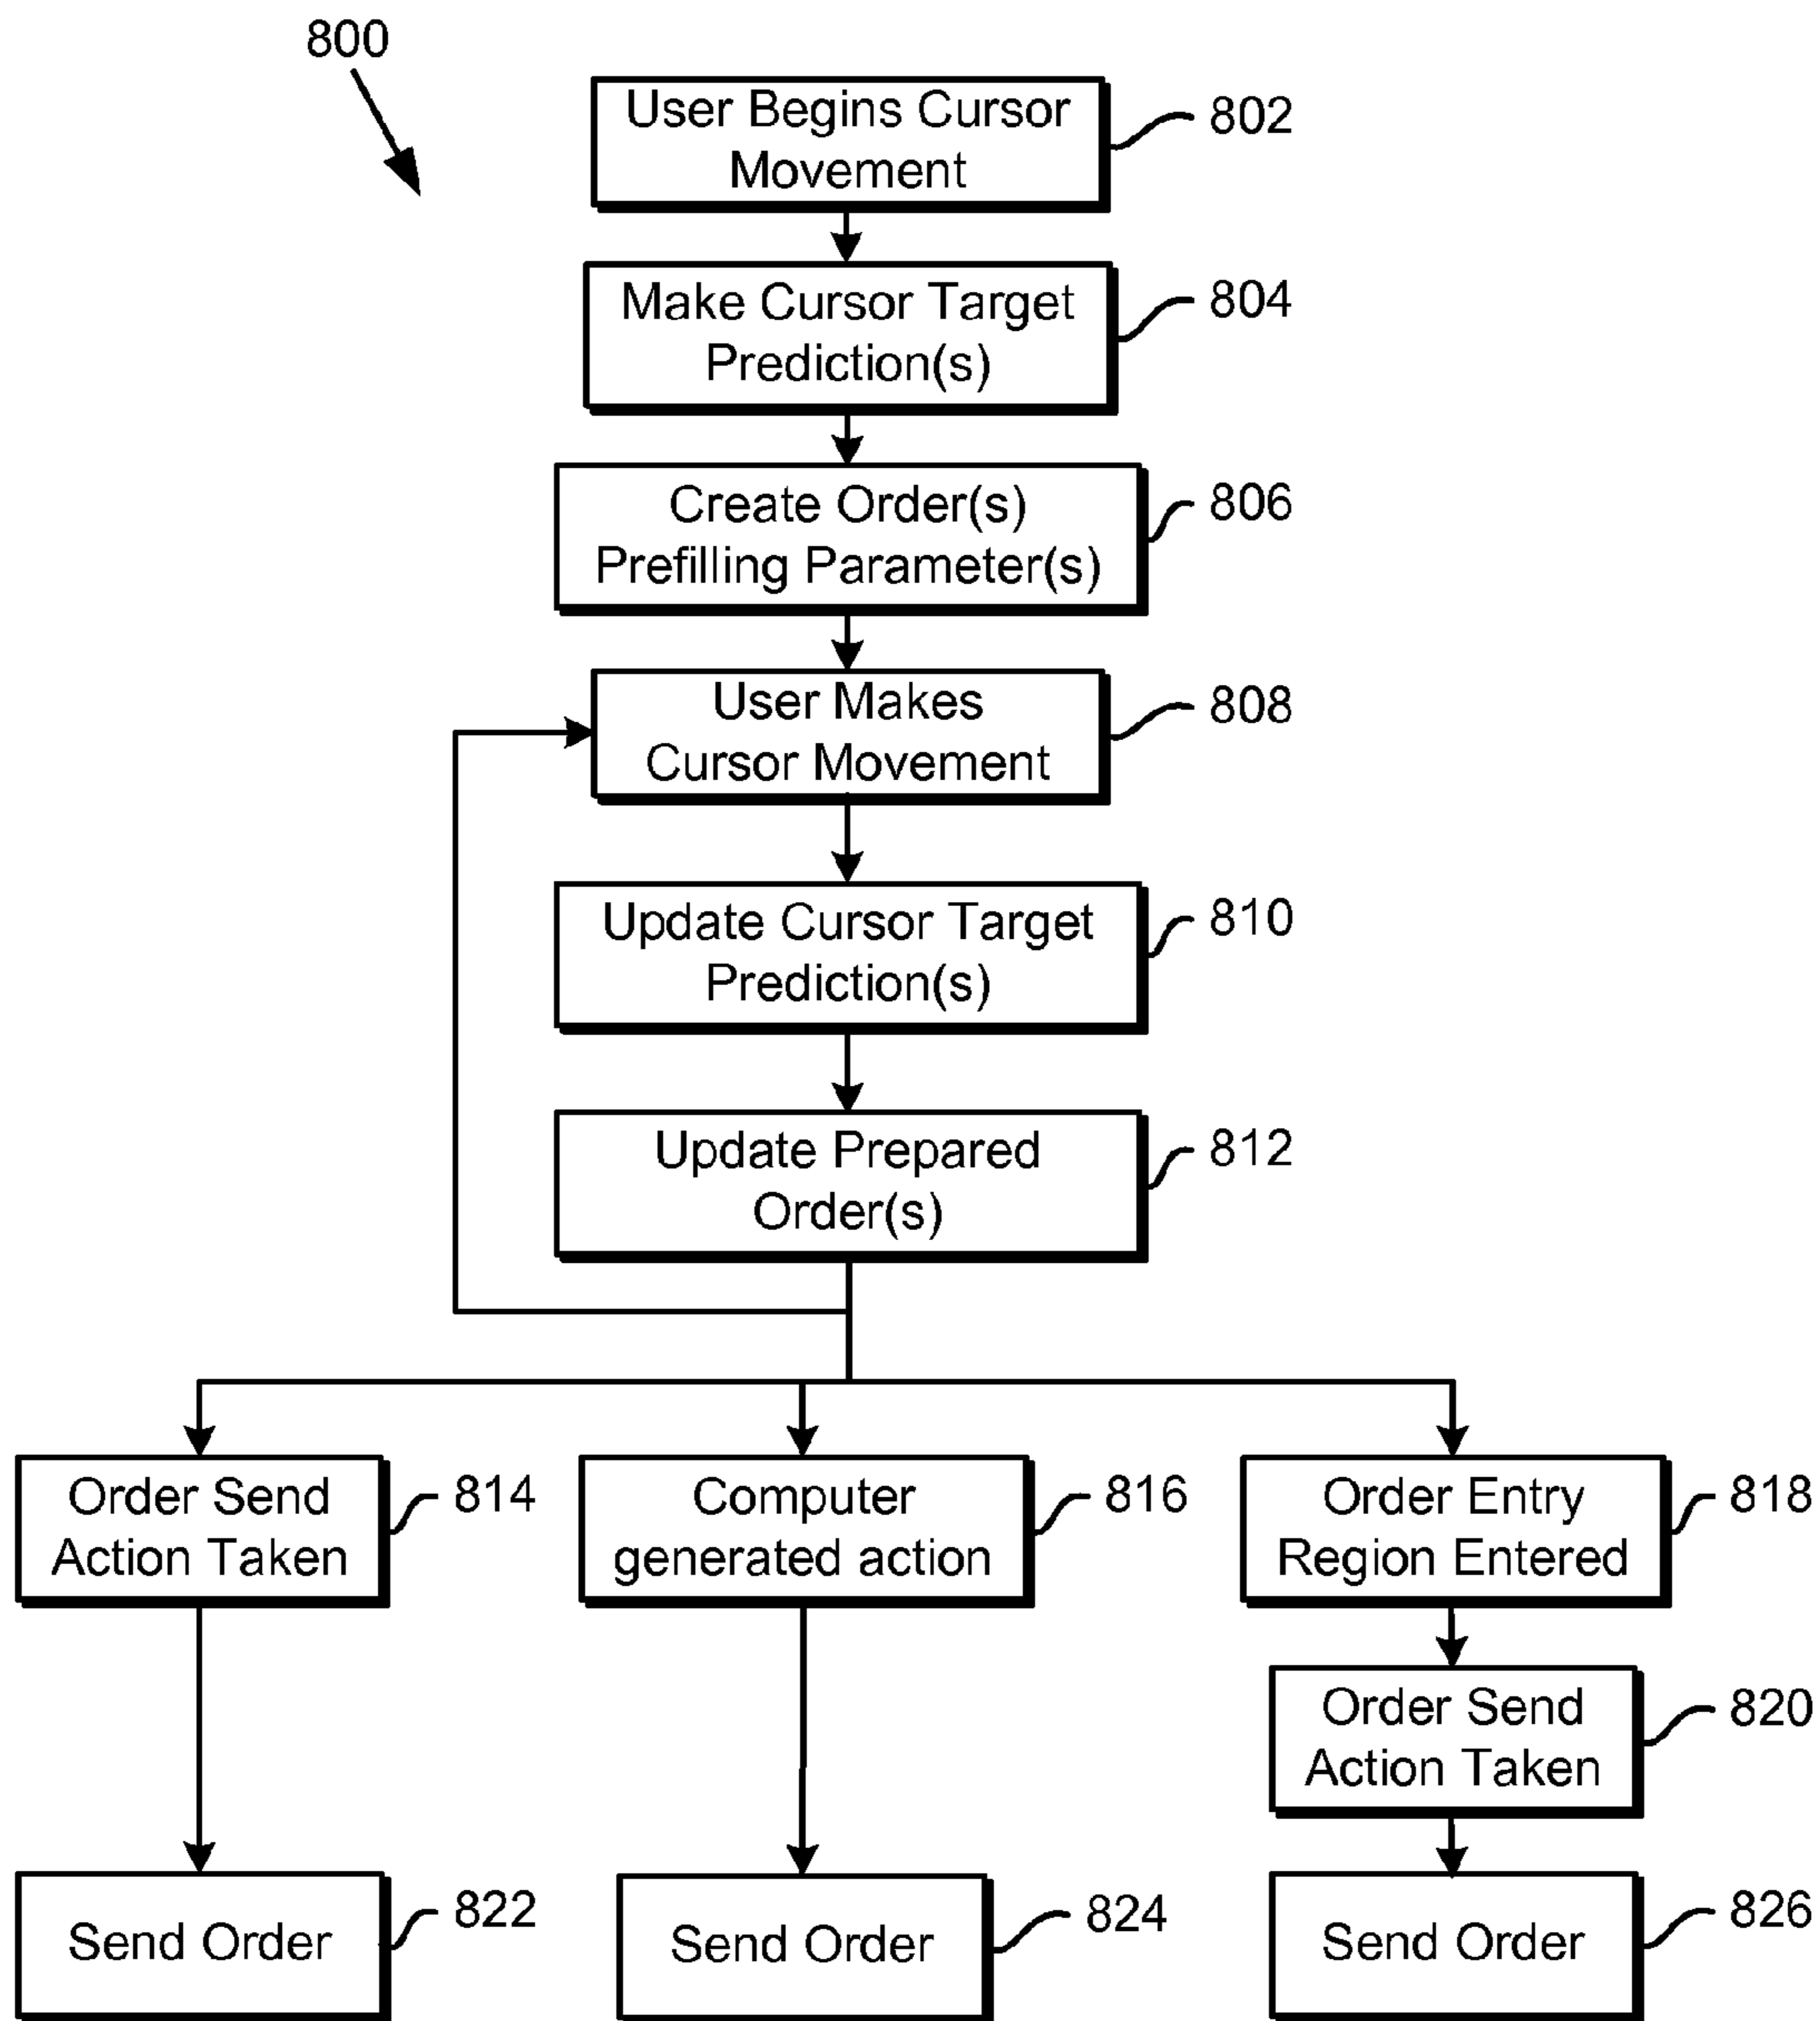 800
User Begins Cursor
Movement
802
Make Cursor Target
Prediction(s)
804
Create Order(s)
Prefilling Parameter(s)
806
User Makes
Cursor Movement
808
Update Cursor Target
Prediction(s)
810
Update Prepared
Order(s)
812
Order Send
Action Taken
814
Computer
generated action
816
Order Entry
Region Entered
818
Order Send
Action Taken
820
Send Order
822
Send Order
824
Send Order
826